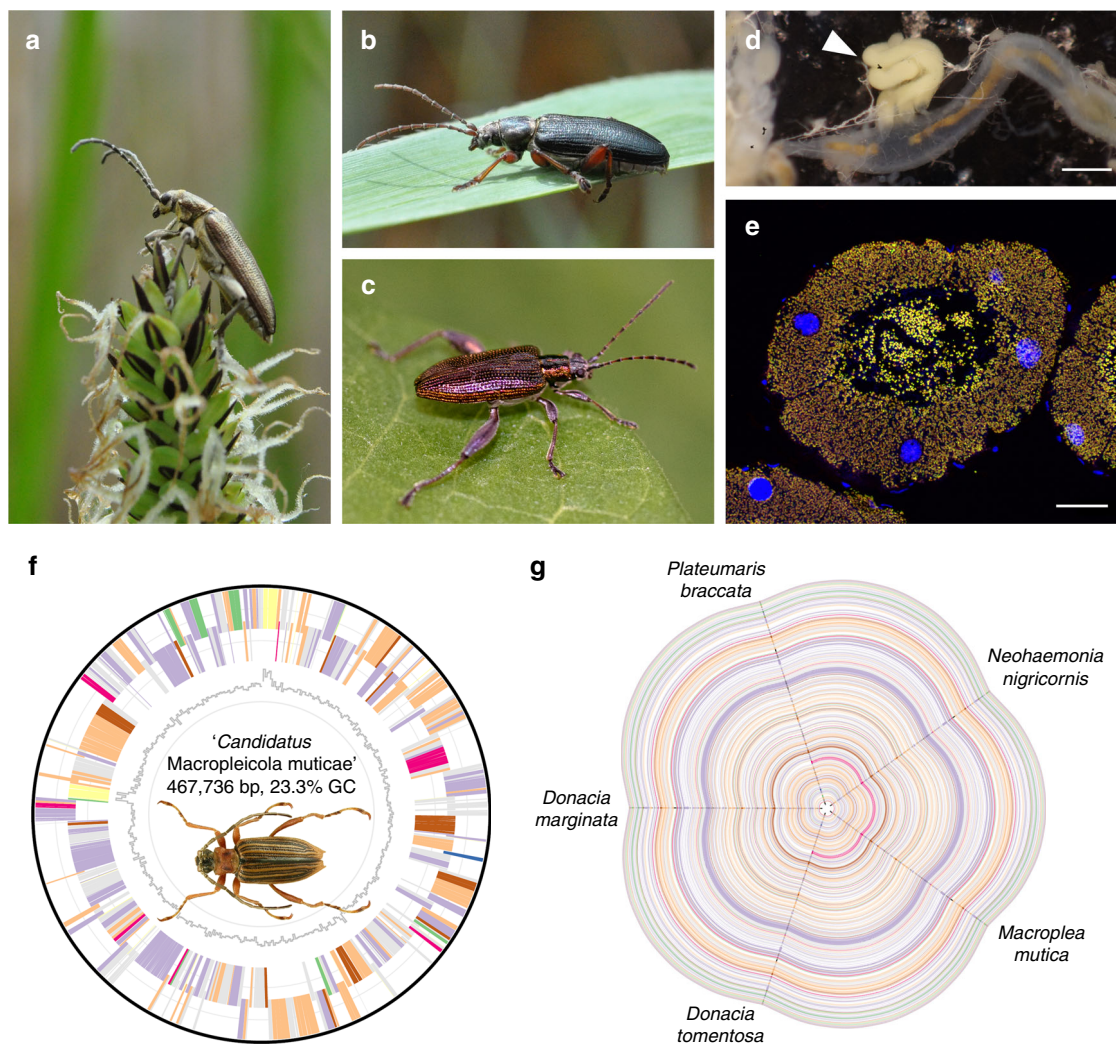 a
b
c
d
e
f
'Candidatus
Macropleicola muticae'
467,736 bp, 23.3% GC
g
Plateumaris
braccata
Neohaemonia
nigricornis
Donacia
marginata
Macroplea
mutica
Donacia
tomentosa